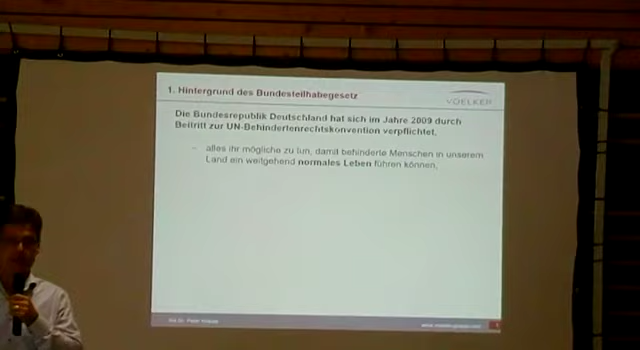 1. Hintergrund des Bundesteilhabegesetz
VOELKER
Die Bundesrepublik Deutschland hat sich im Jahre 2009 durch
Beitritt zur UN-Behindertenrechtskonvention verpflichtet,
– alles ihr mögliche zu tun, damit behinderte Menschen in unserem
Land ein weitgehend normales Leben führen können,